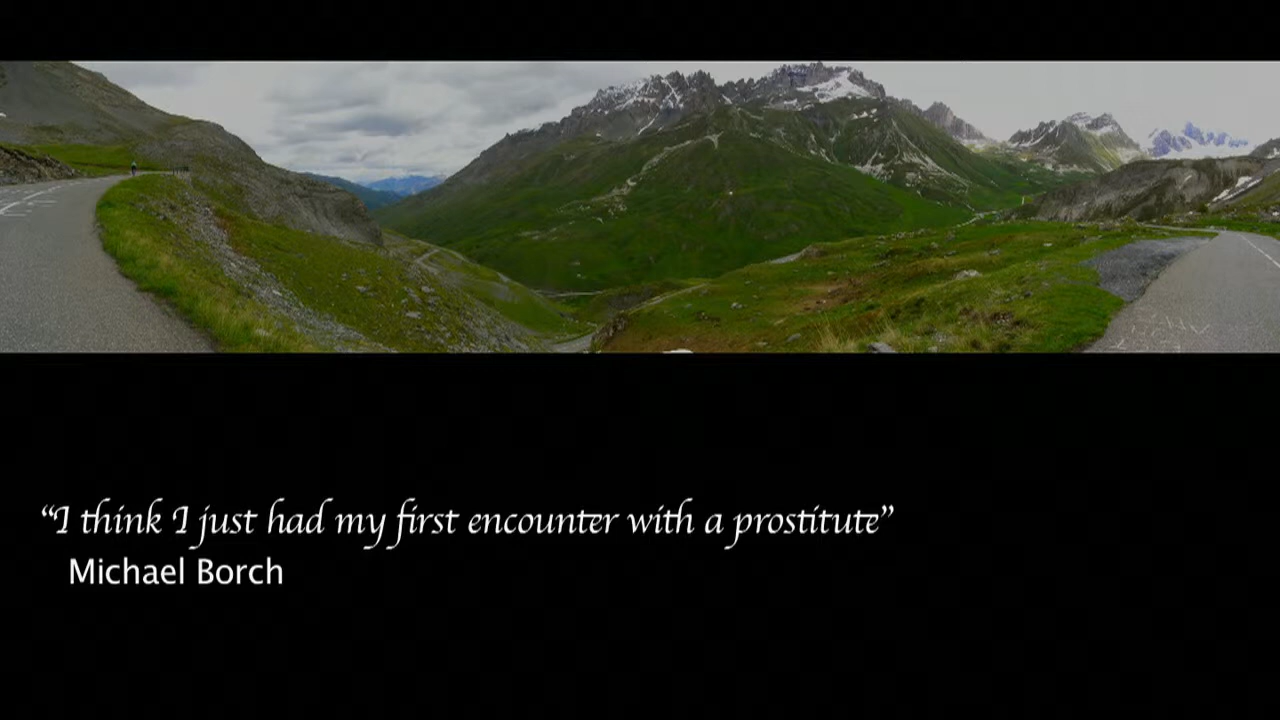 “I think I just had my first encounter with a prostitute”
Michael Borch